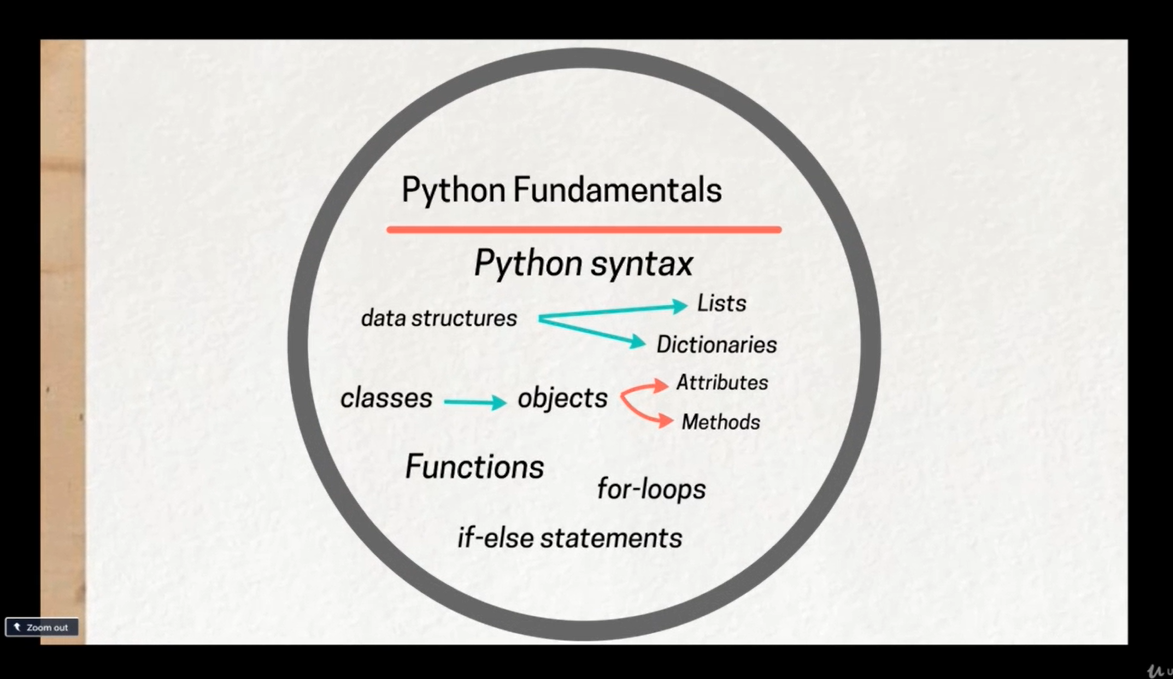 Python Fundamentals
Python syntax
data structures
Lists
Dictionaries
classes
objects
Attributes
Methods
Functions
for-loops
if-else statements
Zoom out